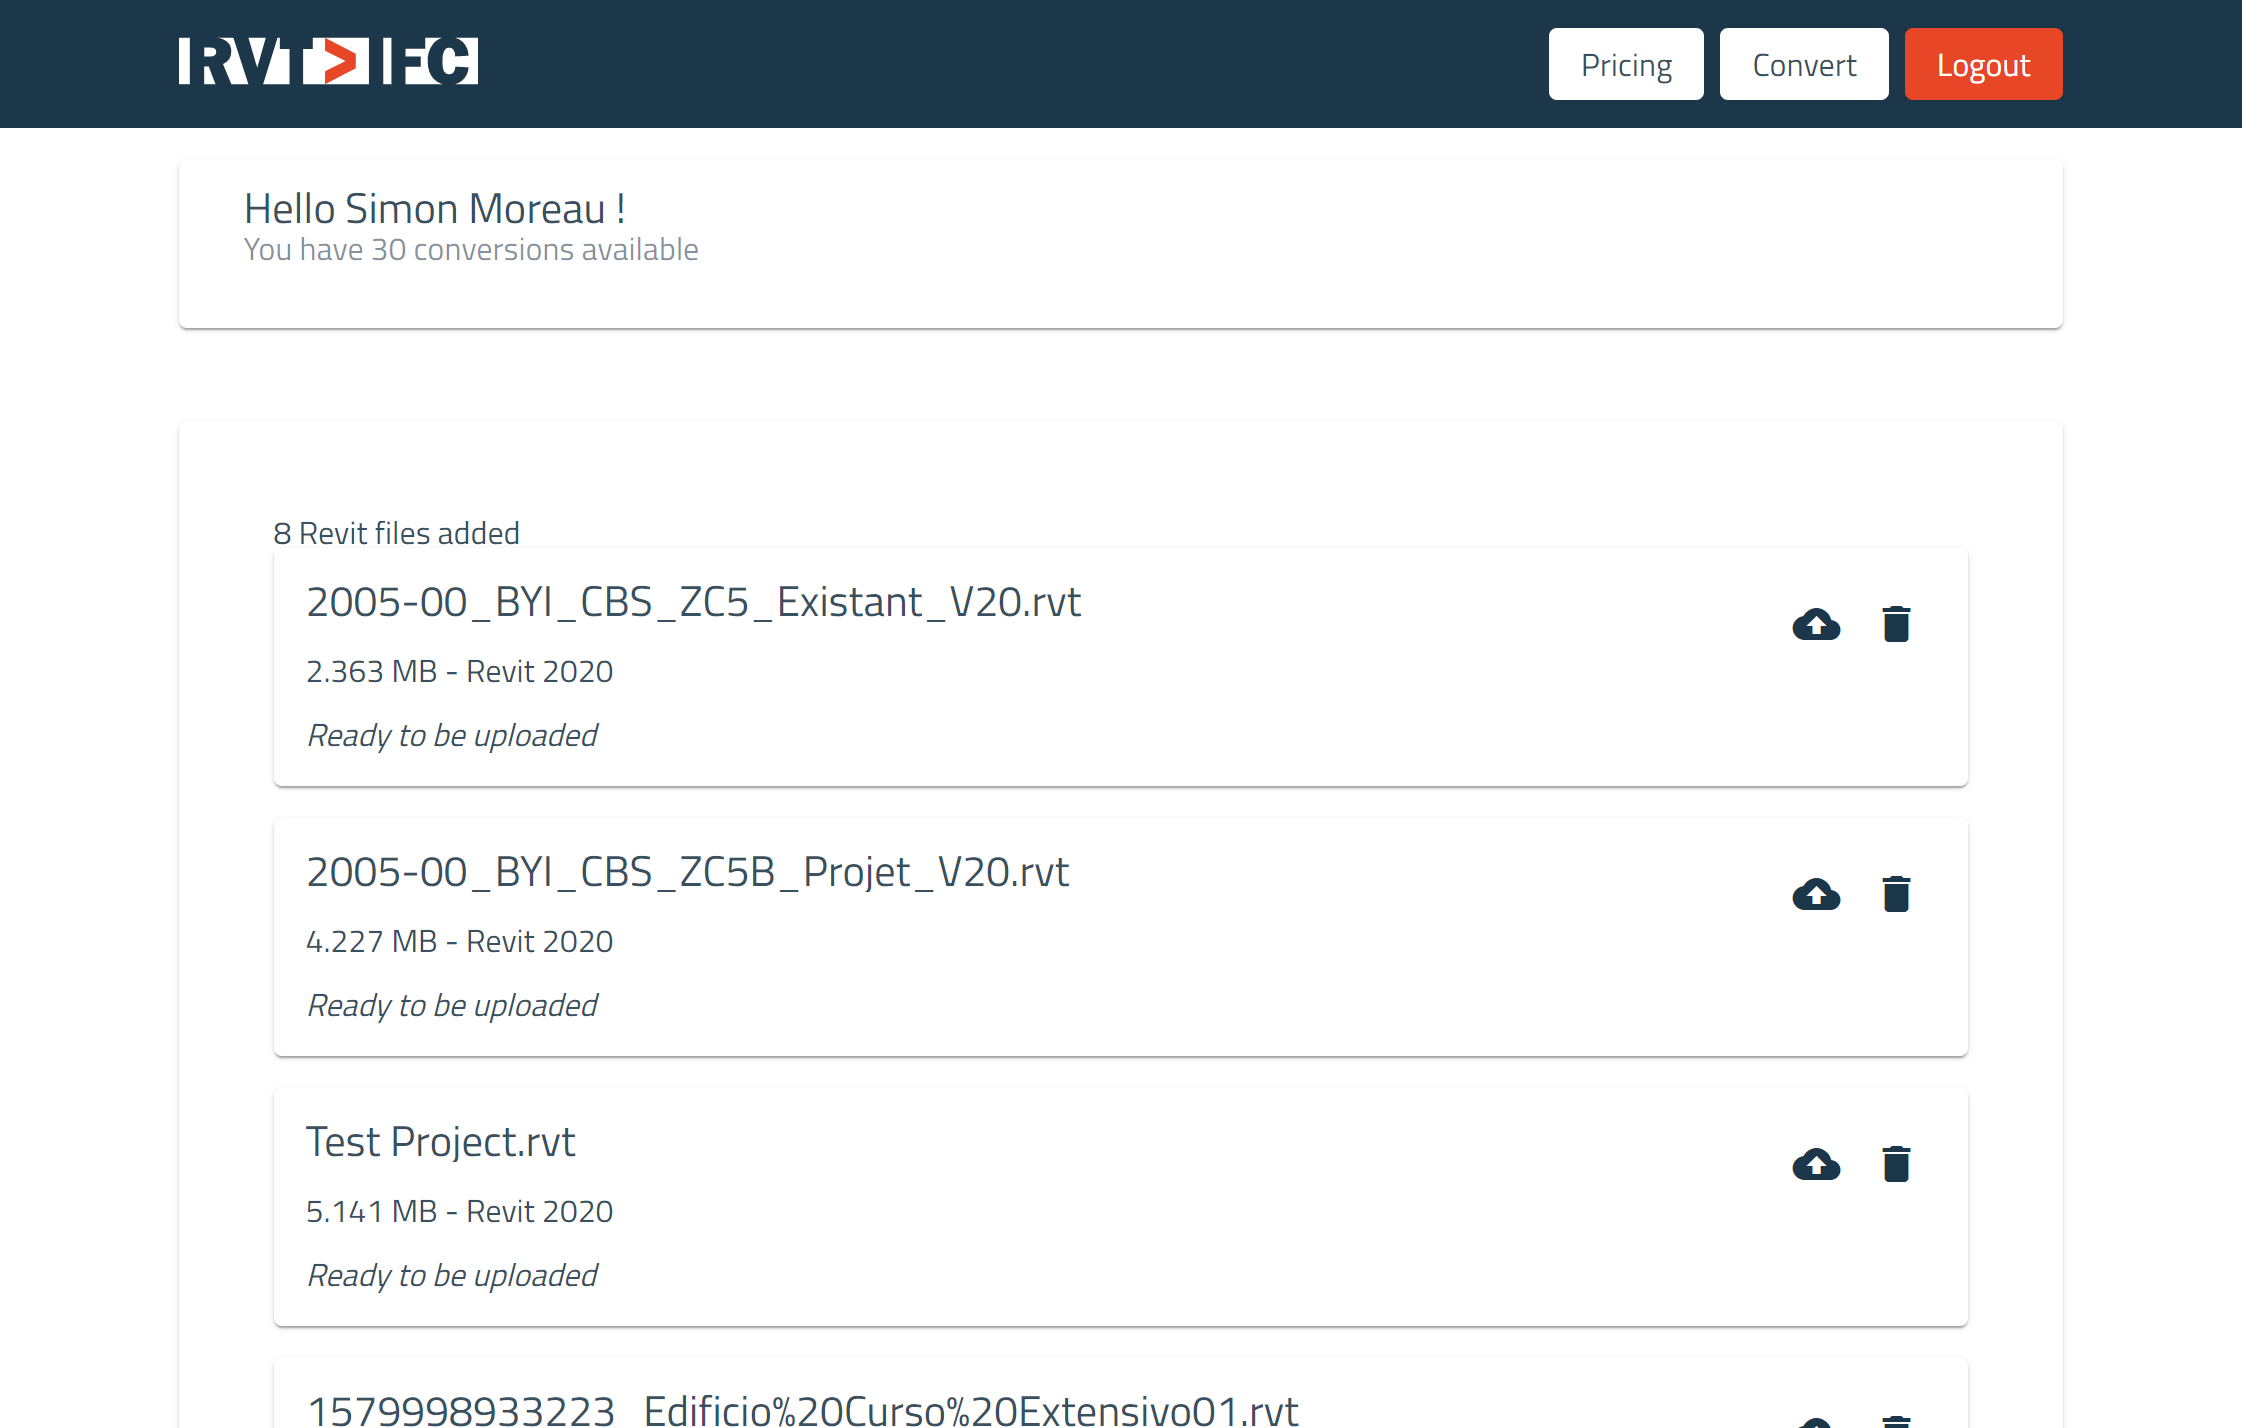 RVT>IFC
Pricing
Convert
Logout
Hello Simon Moreau !
You have 30 conversions available
8 Revit files added
2005-00_BYI_CBS_ZC5_Existant_V20.rvt
2.363 MB - Revit 2020
Ready to be uploaded
2005-00_BYI_CBS_ZC5B_Projet_V20.rvt
4.227 MB - Revit 2020
Ready to be uploaded
Test Project.rvt
5.141 MB - Revit 2020
Ready to be uploaded
1579998933223_Edificio%20Curso%20Extensivo01.rvt